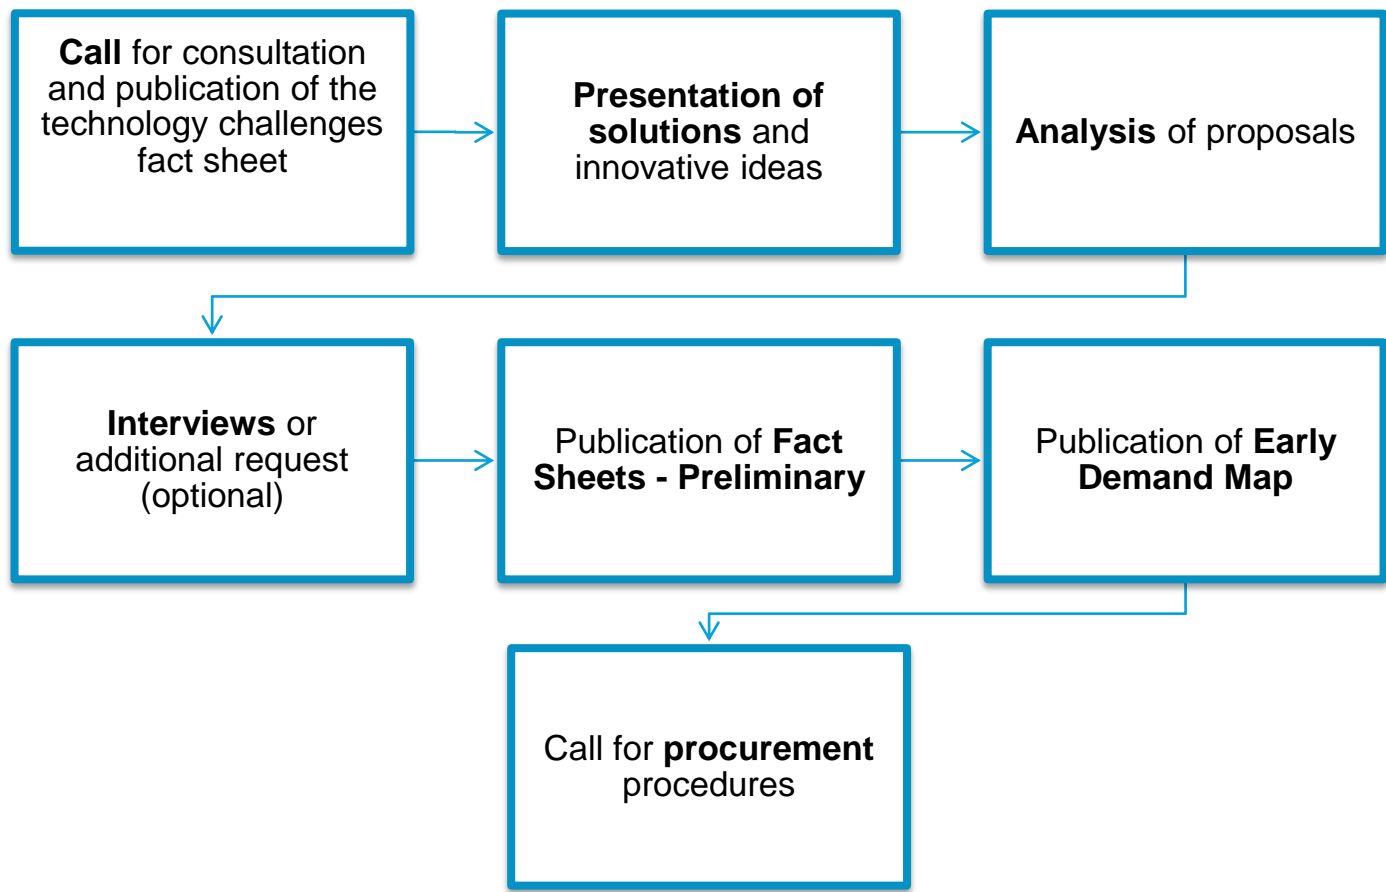 Call for consultation
and publication of the
technology challenges
fact sheet
Presentation of
solutions and
innovative ideas
Analysis of proposals
Interviews or
additional request
(optional)
Publication of Fact
Sheets - Preliminary
Publication of Early
Demand Map
Call for procurement
procedures